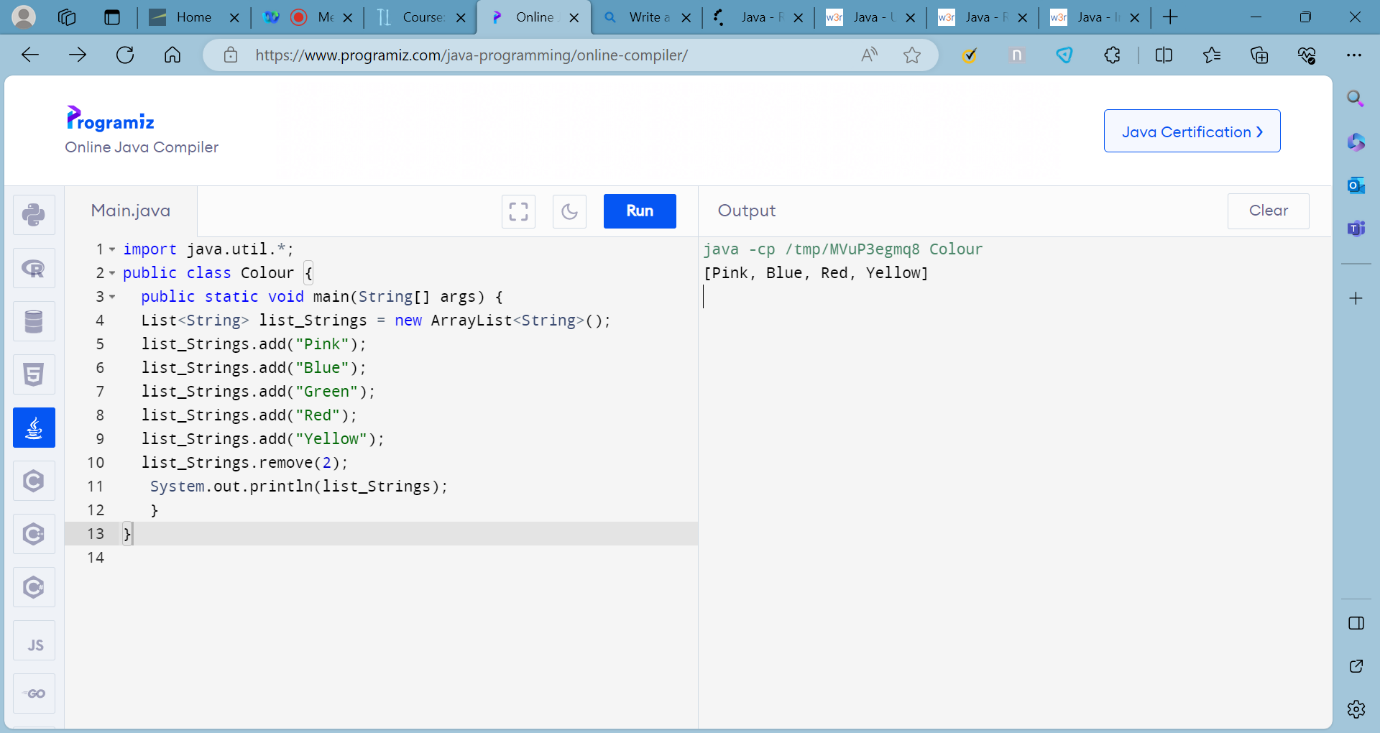 Home
Me
Course:
Online
Write a
Java - F
Java - U
Java - F
Java - I
https://www.programiz.com/java-programming/online-compiler/
Programiz
Online Java Compiler
Java Certification
Main.java
Run
Output
Clear
1 import java.util.*;
2 public class Colour {
3 public static void main(String[] args) {
4 List<String> list_Strings = new ArrayList<String>();
5 list_Strings.add("Pink");
6 list_Strings.add("Blue");
7 list_Strings.add("Green");
8 list_Strings.add("Red");
9 list_Strings.add("Yellow");
10 list_Strings.remove(2);
11 System.out.println(list_Strings);
12 }
13 }
14
java -cp /tmp/MVuP3egmq8 Colour
[Pink, Blue, Red, Yellow]
JS
GO